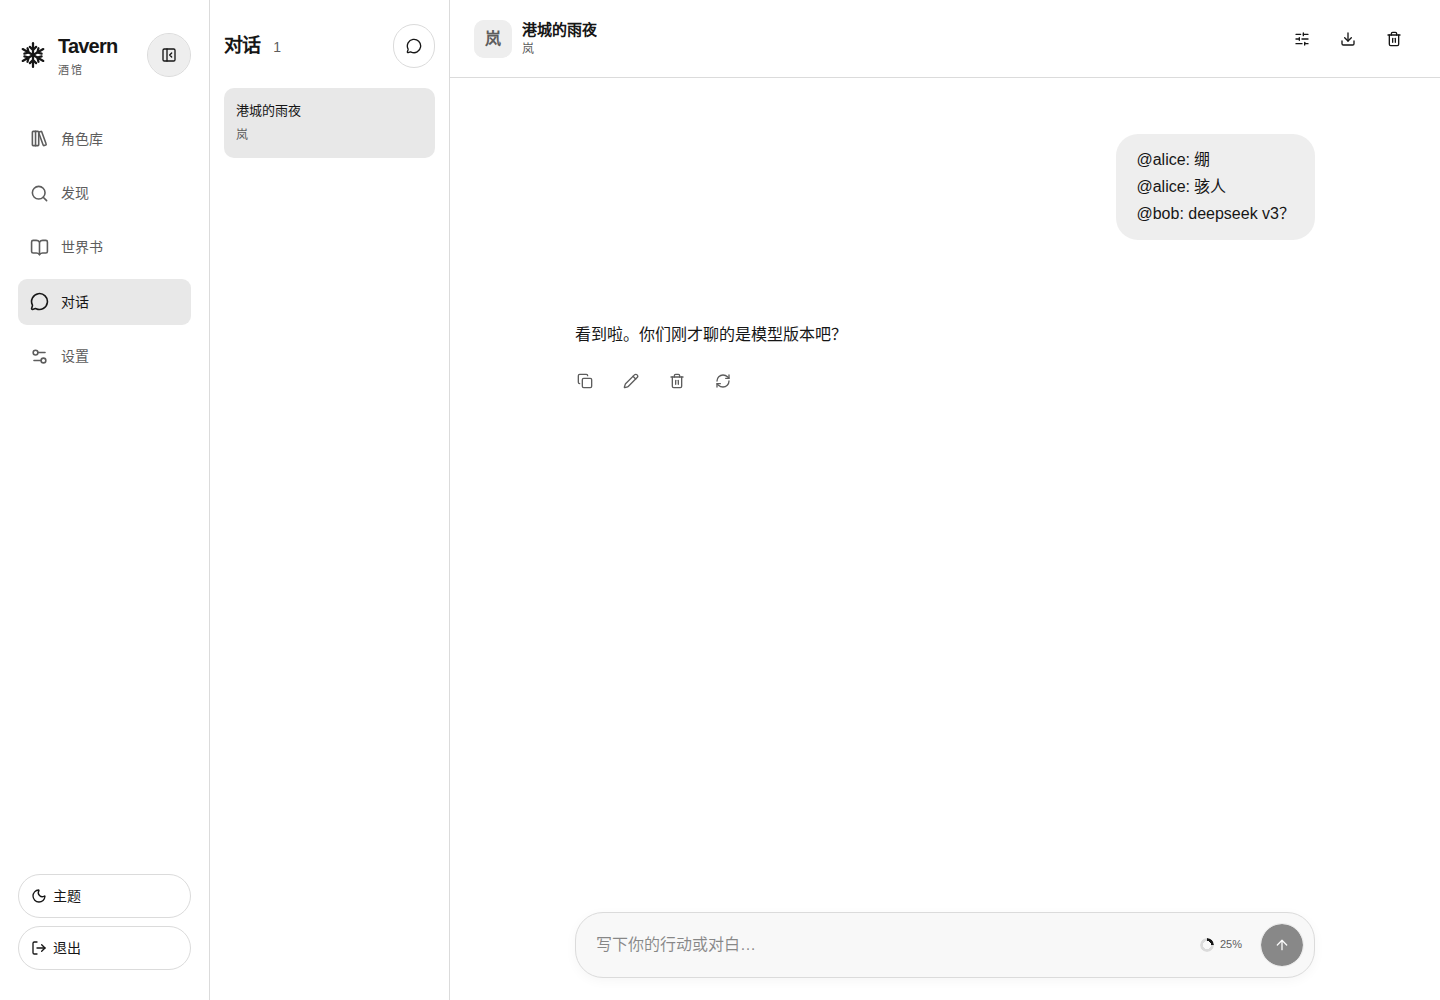 Tavern
酒馆
角色库
发现
世界书
对话
设置
主题
退出
对话 1
港城的雨夜
岚
岚
港城的雨夜
岚
@alice: 绷
@alice: 骇人
@bob: deepseek v3?
看到啦。你们刚才聊的是模型版本吧?
写下你的行动或对白…
25%